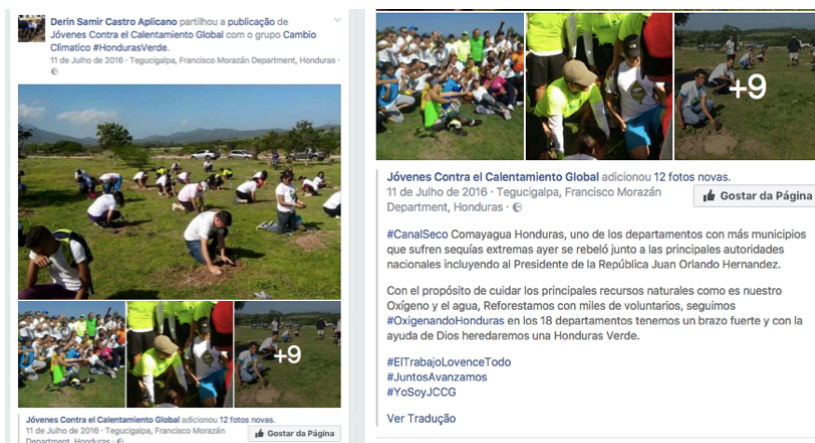 Derin Samir Castro Aplicano partilhou a publicação de
Jóvenes Contra el Calentamiento Global com o grupo Cambio
Climatico #HondurasVerde.
11 de Julho de 2016 · Tegucigalpa, Francisco Morazán Department, Honduras ·
+9
Jóvenes Contra el Calentamiento Global adicionou 12 fotos novas.
11 de Julho de 2016 · Tegucigalpa, Francisco Morazán
Department, Honduras ·
Gostar da Página
+9
Jóvenes Contra el Calentamiento Global adicionou 12 fotos novas.
11 de Julho de 2016 · Tegucigalpa, Francisco Morazán
Department, Honduras ·
Gostar da Página
#CanalSeco Comayagua Honduras, uno de los departamentos con más municipios
que sufren sequías extremas ayer se rebeló junto a las principales autoridades
nacionales incluyendo al Presidente de la República Juan Orlando Hernandez.
Con el propósito de cuidar los principales recursos naturales como es nuestro
Oxígeno y el agua, Reforestamos con miles de voluntarios, seguimos
#OxigenandoHonduras en los 18 departamentos tenemos un brazo fuerte y con la
ayuda de Dios heredaremos una Honduras Verde.
#ElTrabajoLovenceTodo
#JuntosAvanzamos
#YoSoyJCCG
Ver Tradução